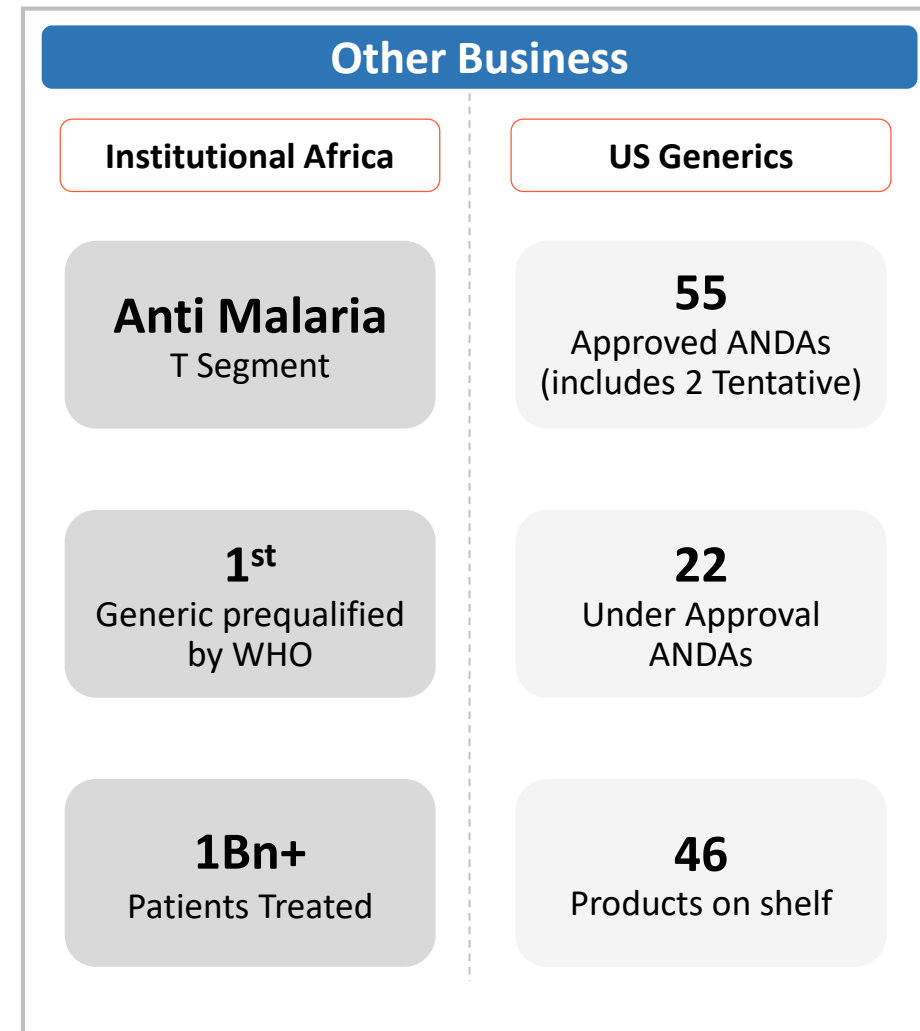 Other Business
Institutional Africa
Anti Malaria
T Segment
1st
Generic prequalified
by WHO
1Bn+
Patients Treated
US Generics
55
Approved ANDAs
(includes 2 Tentative)
22
Under Approval
ANDAs
46
Products on shelf